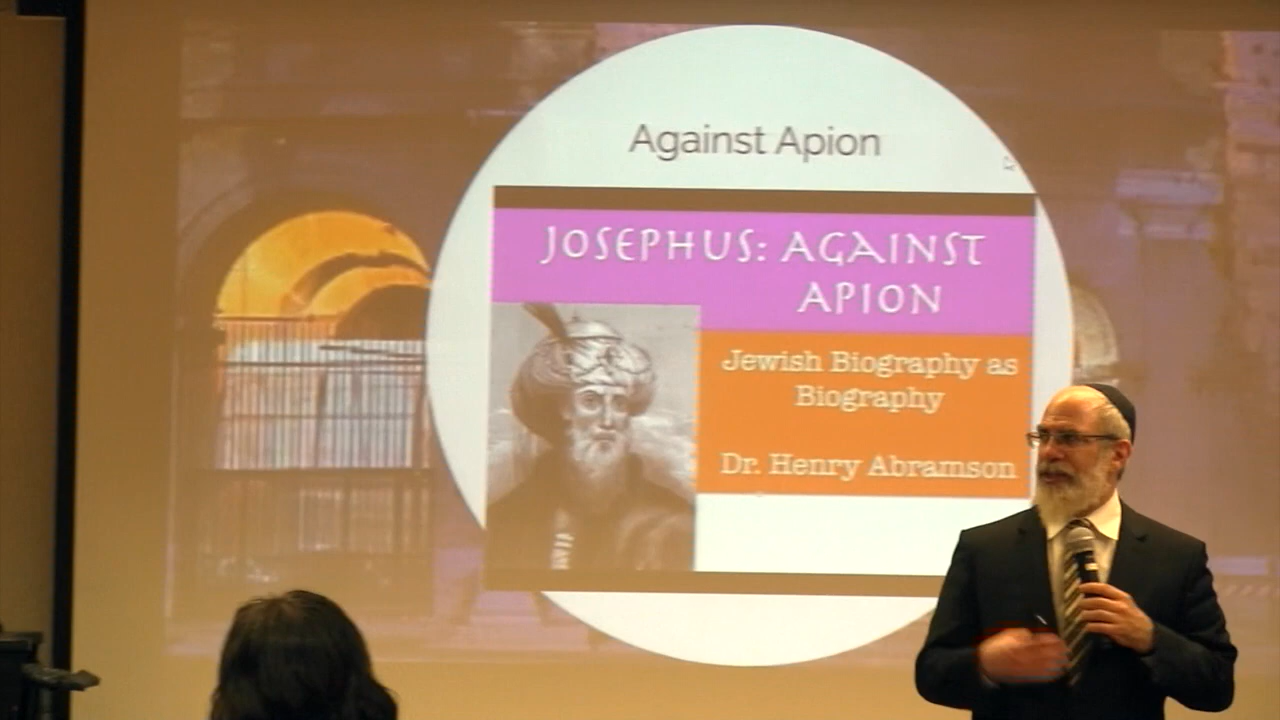 Against Apion
JOSEPHUS: AGAINST
APION
Jewish Biography as
Biography
Dr. Henry Abramson